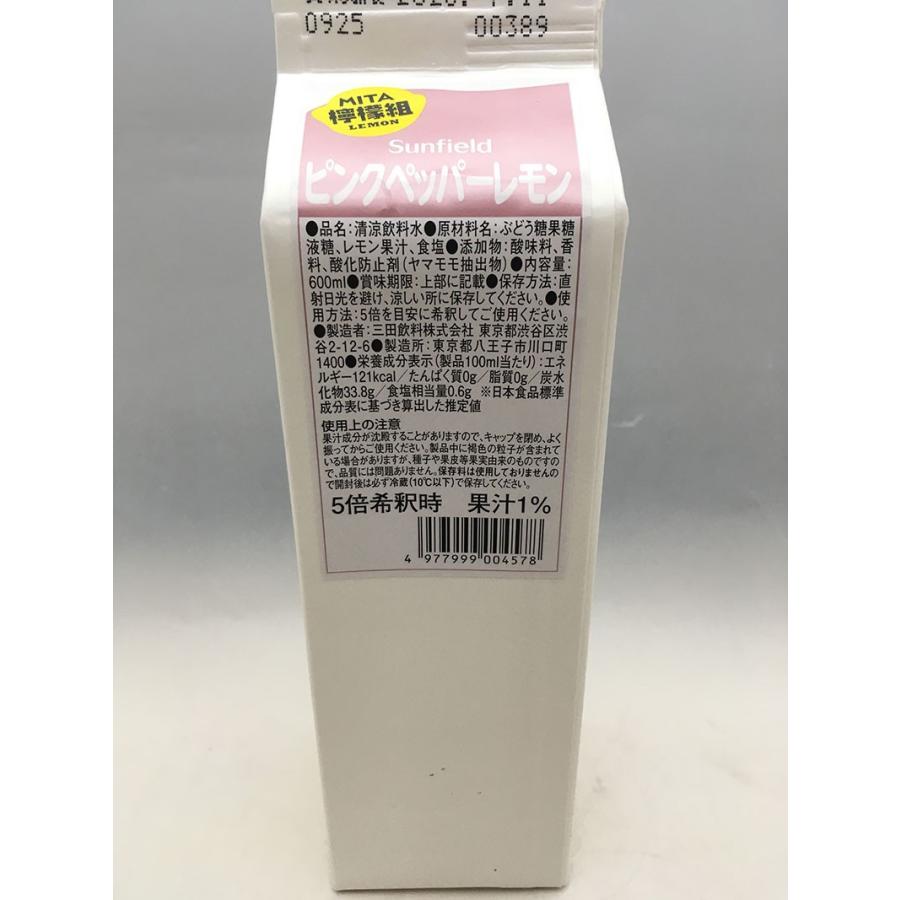 0925
00389
MITA
檸檬組
LEMON
Sunfield
ピンクペッパーレモン
●品名:清涼飲料水●原材料名:ぶどう糖果糖
液糖、レモン果汁、食塩●添加物:酸味料、香
料、酸化防止剤(ヤマモモ抽出物)●内容量:
600ml●賞味期限:上部に記載●保存方法:直
射日光を避け、涼しい所に保存してください。●使
用方法:5倍を目安に希釈してご使用ください。
●製造者:三田飲料株式会社 東京都渋谷区渋
谷2-12-6●製造所:東京都八王子市川口町
1400●栄養成分表示(製品100ml当たり):エネ
ルギー121kcal/たんぱく質0g/脂質0g/炭水
化物33.8g/食塩相当量0.6g ※日本食品標準
成分表に基づき算出した推定値
使用上の注意
果汁成分が沈殿することがありますので、キャップを閉め、よく
振ってからご使用ください。製品中に褐色の粒子が含まれて
いる場合がありますが、種子や果皮等果実由来のものですの
で、品質には問題ありません。保存料は使用しておりませんの
で開封後は必ず冷蔵(10℃以下)で保存してください。
5倍希釈時 果汁1%
4 977999 004578